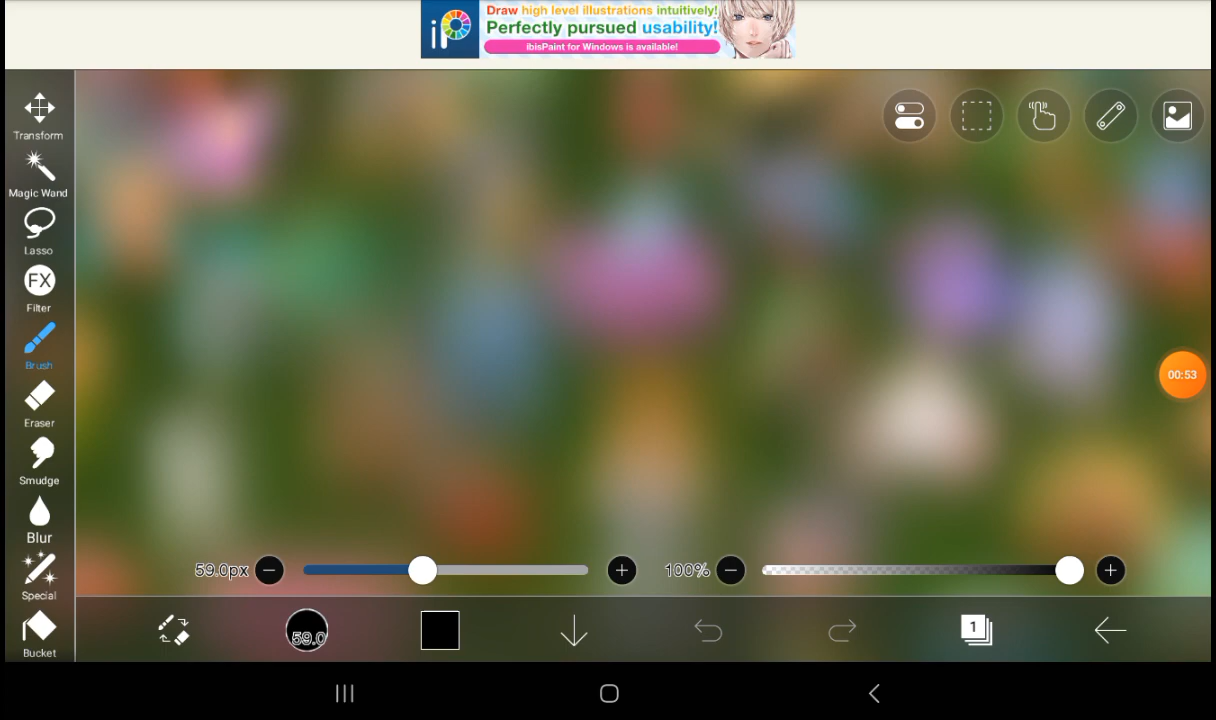 iP
Draw high level illustrations intuitively!
Perfectly pursued usability!
ibisPaint for Windows is available!
Transform
Magic Wand
Lasso
FX
Filter
Brush
00:53
Eraser
Smudge
Blur
59.0px
100%
Special
59.0
1
Bucket